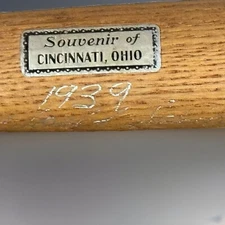 Souvenir of
CINCINNATI, OHIO
1939